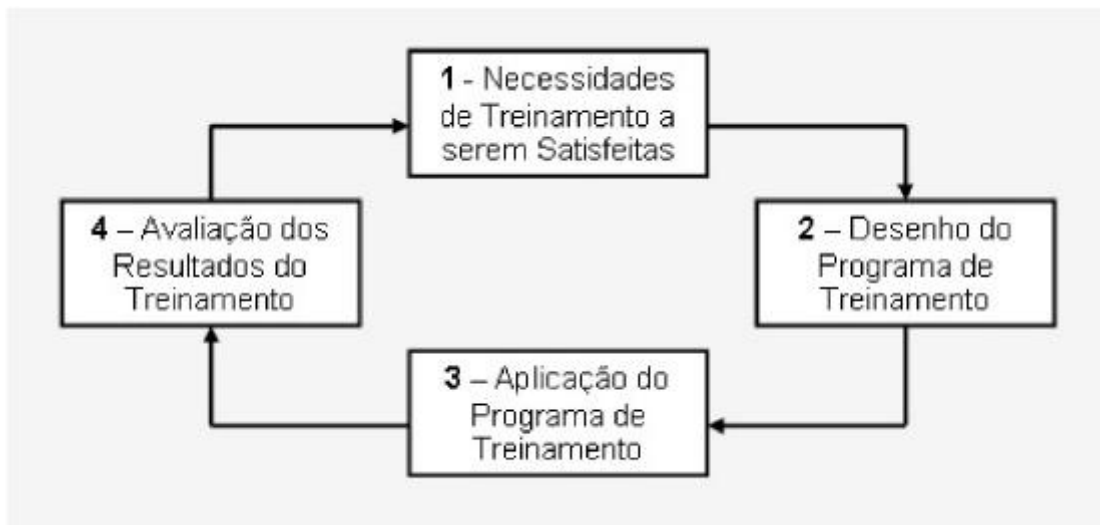 1 - Necessidades
de Treinamento a
serem Satisfeitas
2 – Desenho do
Programa de
Treinamento
3 – Aplicação do
Programa de
Treinamento
4 – Avaliação dos
Resultados do
Treinamento